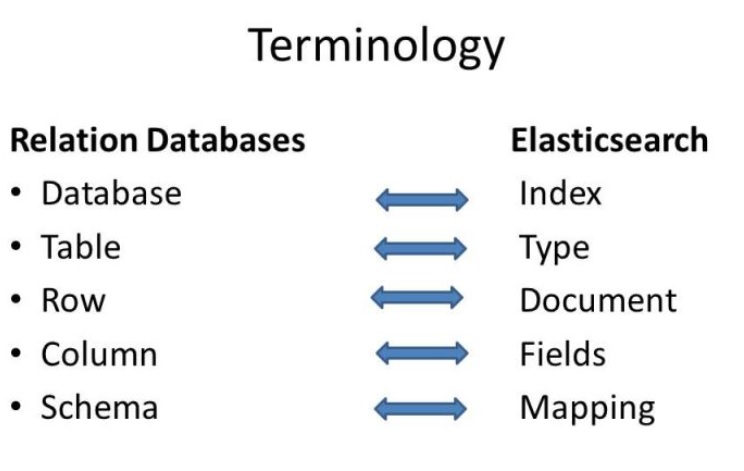 Terminology
Relation Databases Elasticsearch
• Database Index
• Table Type
• Row Document
• Column Fields
• Schema Mapping